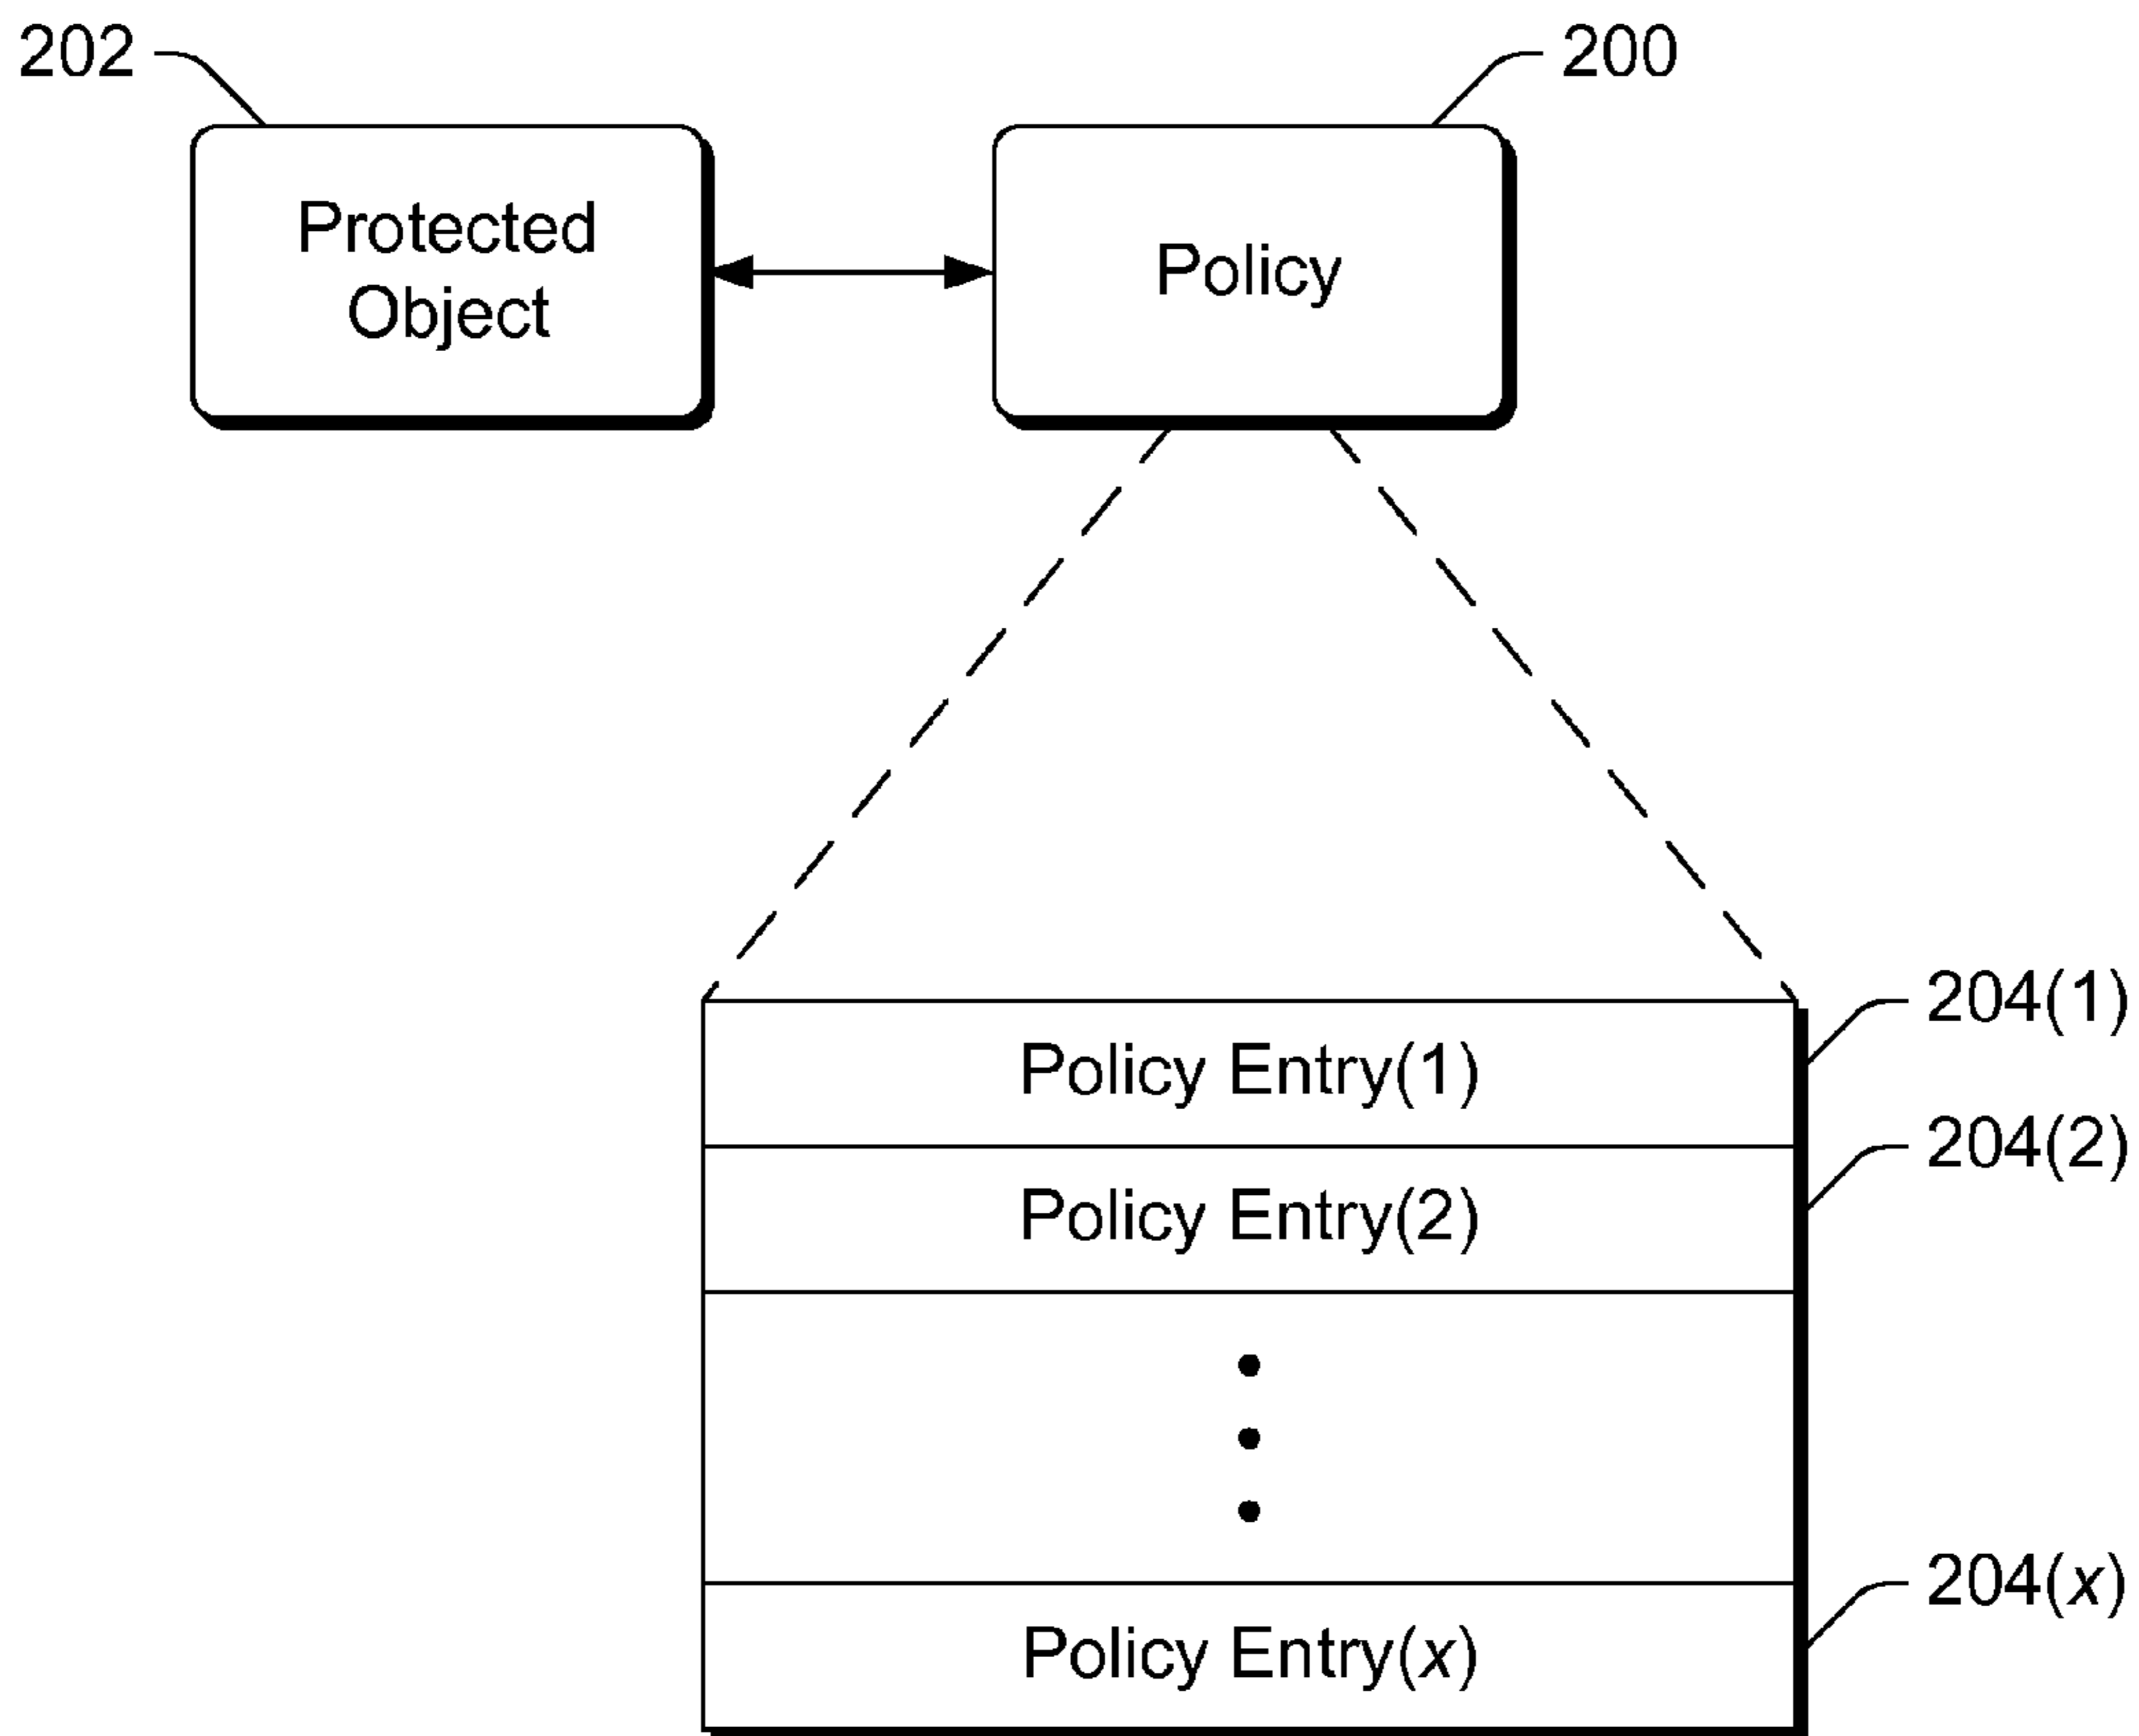 202
200
Protected
Object
Policy
204(1)
Policy Entry(1)
204(2)
Policy Entry(2)
204(x)
Policy Entry(x)